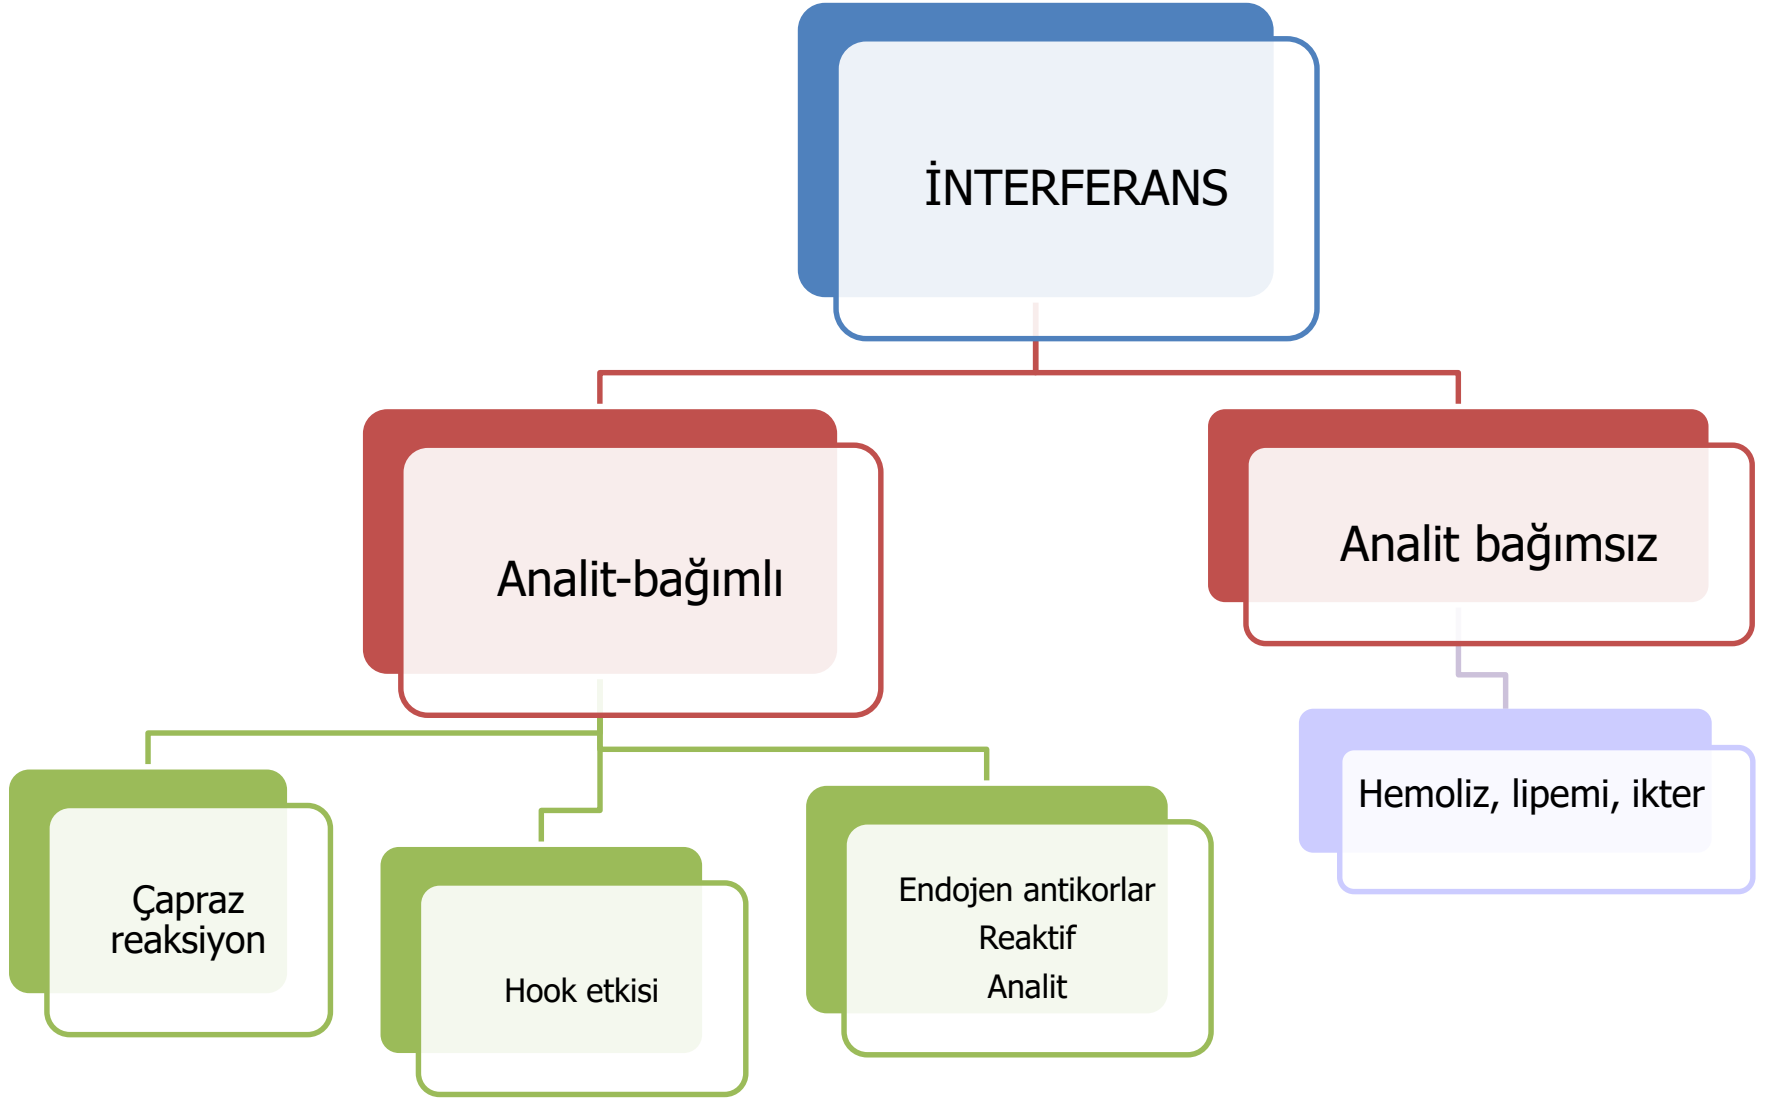 İNTERFERANS
Analit-bağımlı
Analit bağımsız
Çapraz
reaksiyon
Hook etkisi
Endojen antikorlar
Reaktif
Analit
Hemoliz, lipemi, ikter